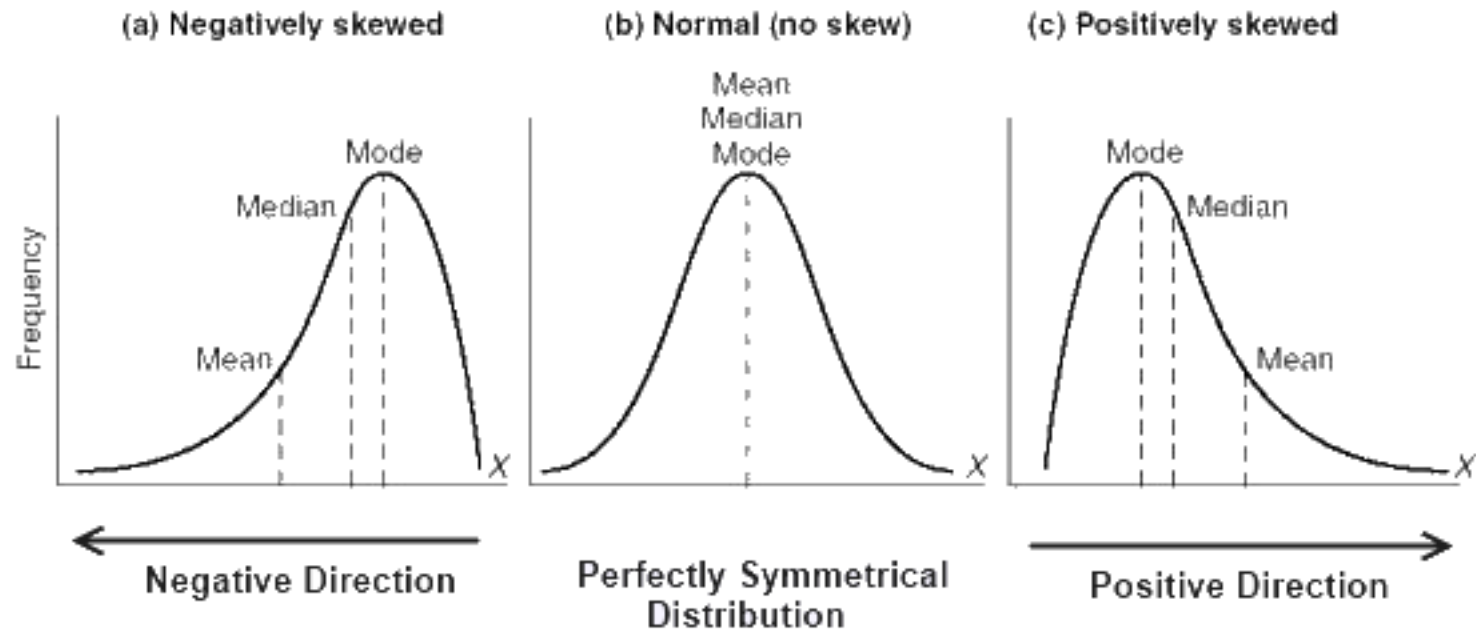 (a) Negatively skewed
(b) Normal (no skew)
(c) Positively skewed
Frequency
Mode
Median
Mean
X
Mean
Median
Mode
X
Mode
Median
Mean
X
Negative Direction
Perfectly Symmetrical
Distribution
Positive Direction